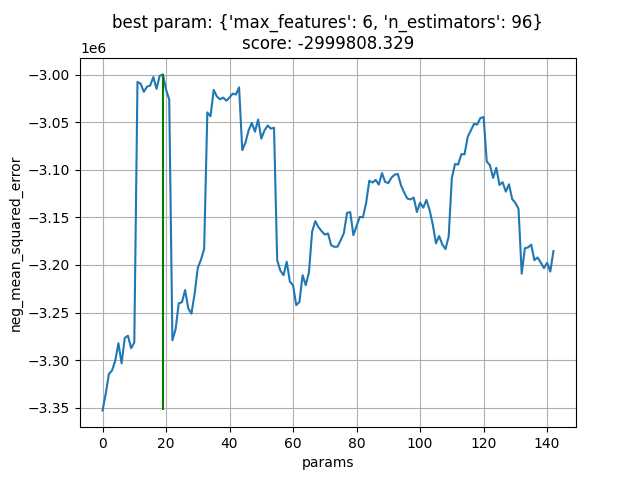 best param: {'max_features': 6, 'n_estimators': 96}
score: -2999808.329
1e6
−3.00
−3.05
−3.10
−3.15
−3.20
−3.25
−3.30
−3.35
neg_mean_squared_error
0 20 40 60 80 100 120 140
params